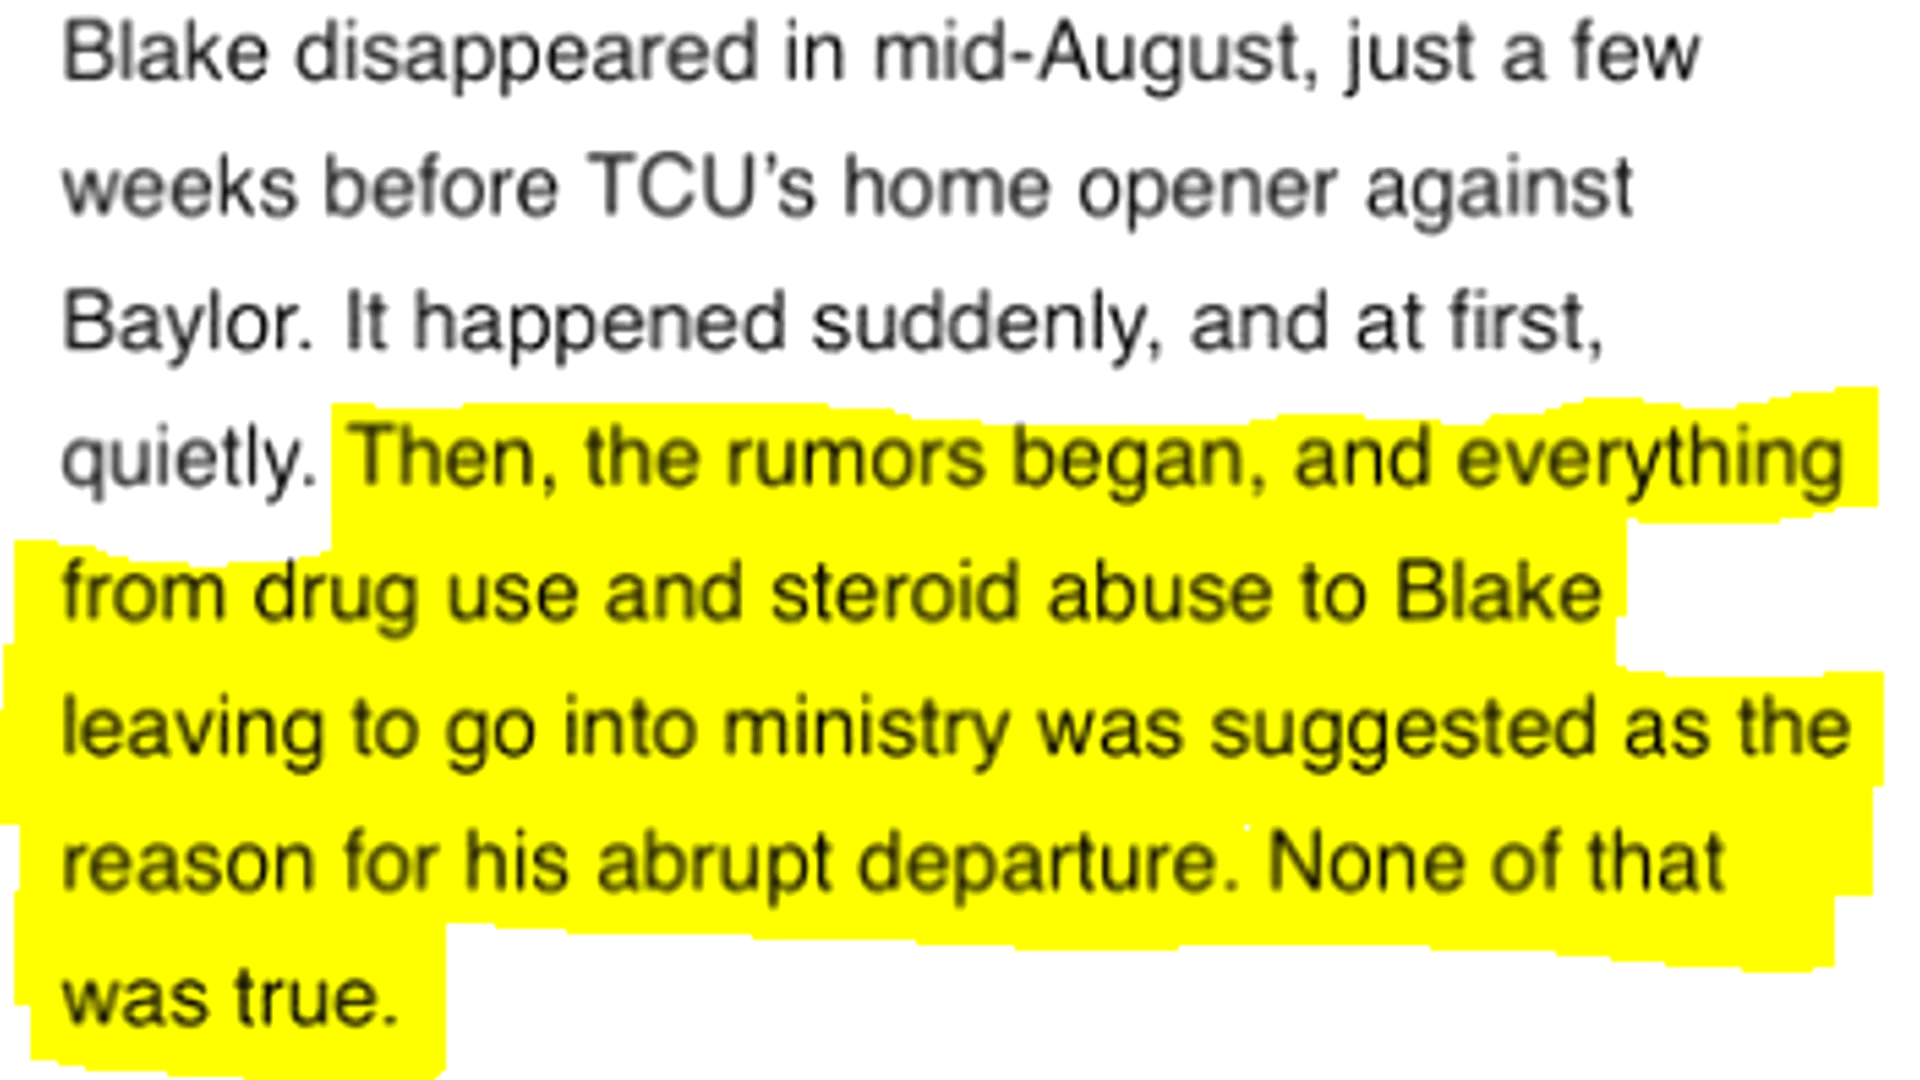 Blake disappeared in mid-August, just a few
weeks before TCU’s home opener against
Baylor. It happened suddenly, and at first,
quietly. Then, the rumors began, and everything
from drug use and steroid abuse to Blake
leaving to go into ministry was suggested as the
reason for his abrupt departure. None of that
was true.